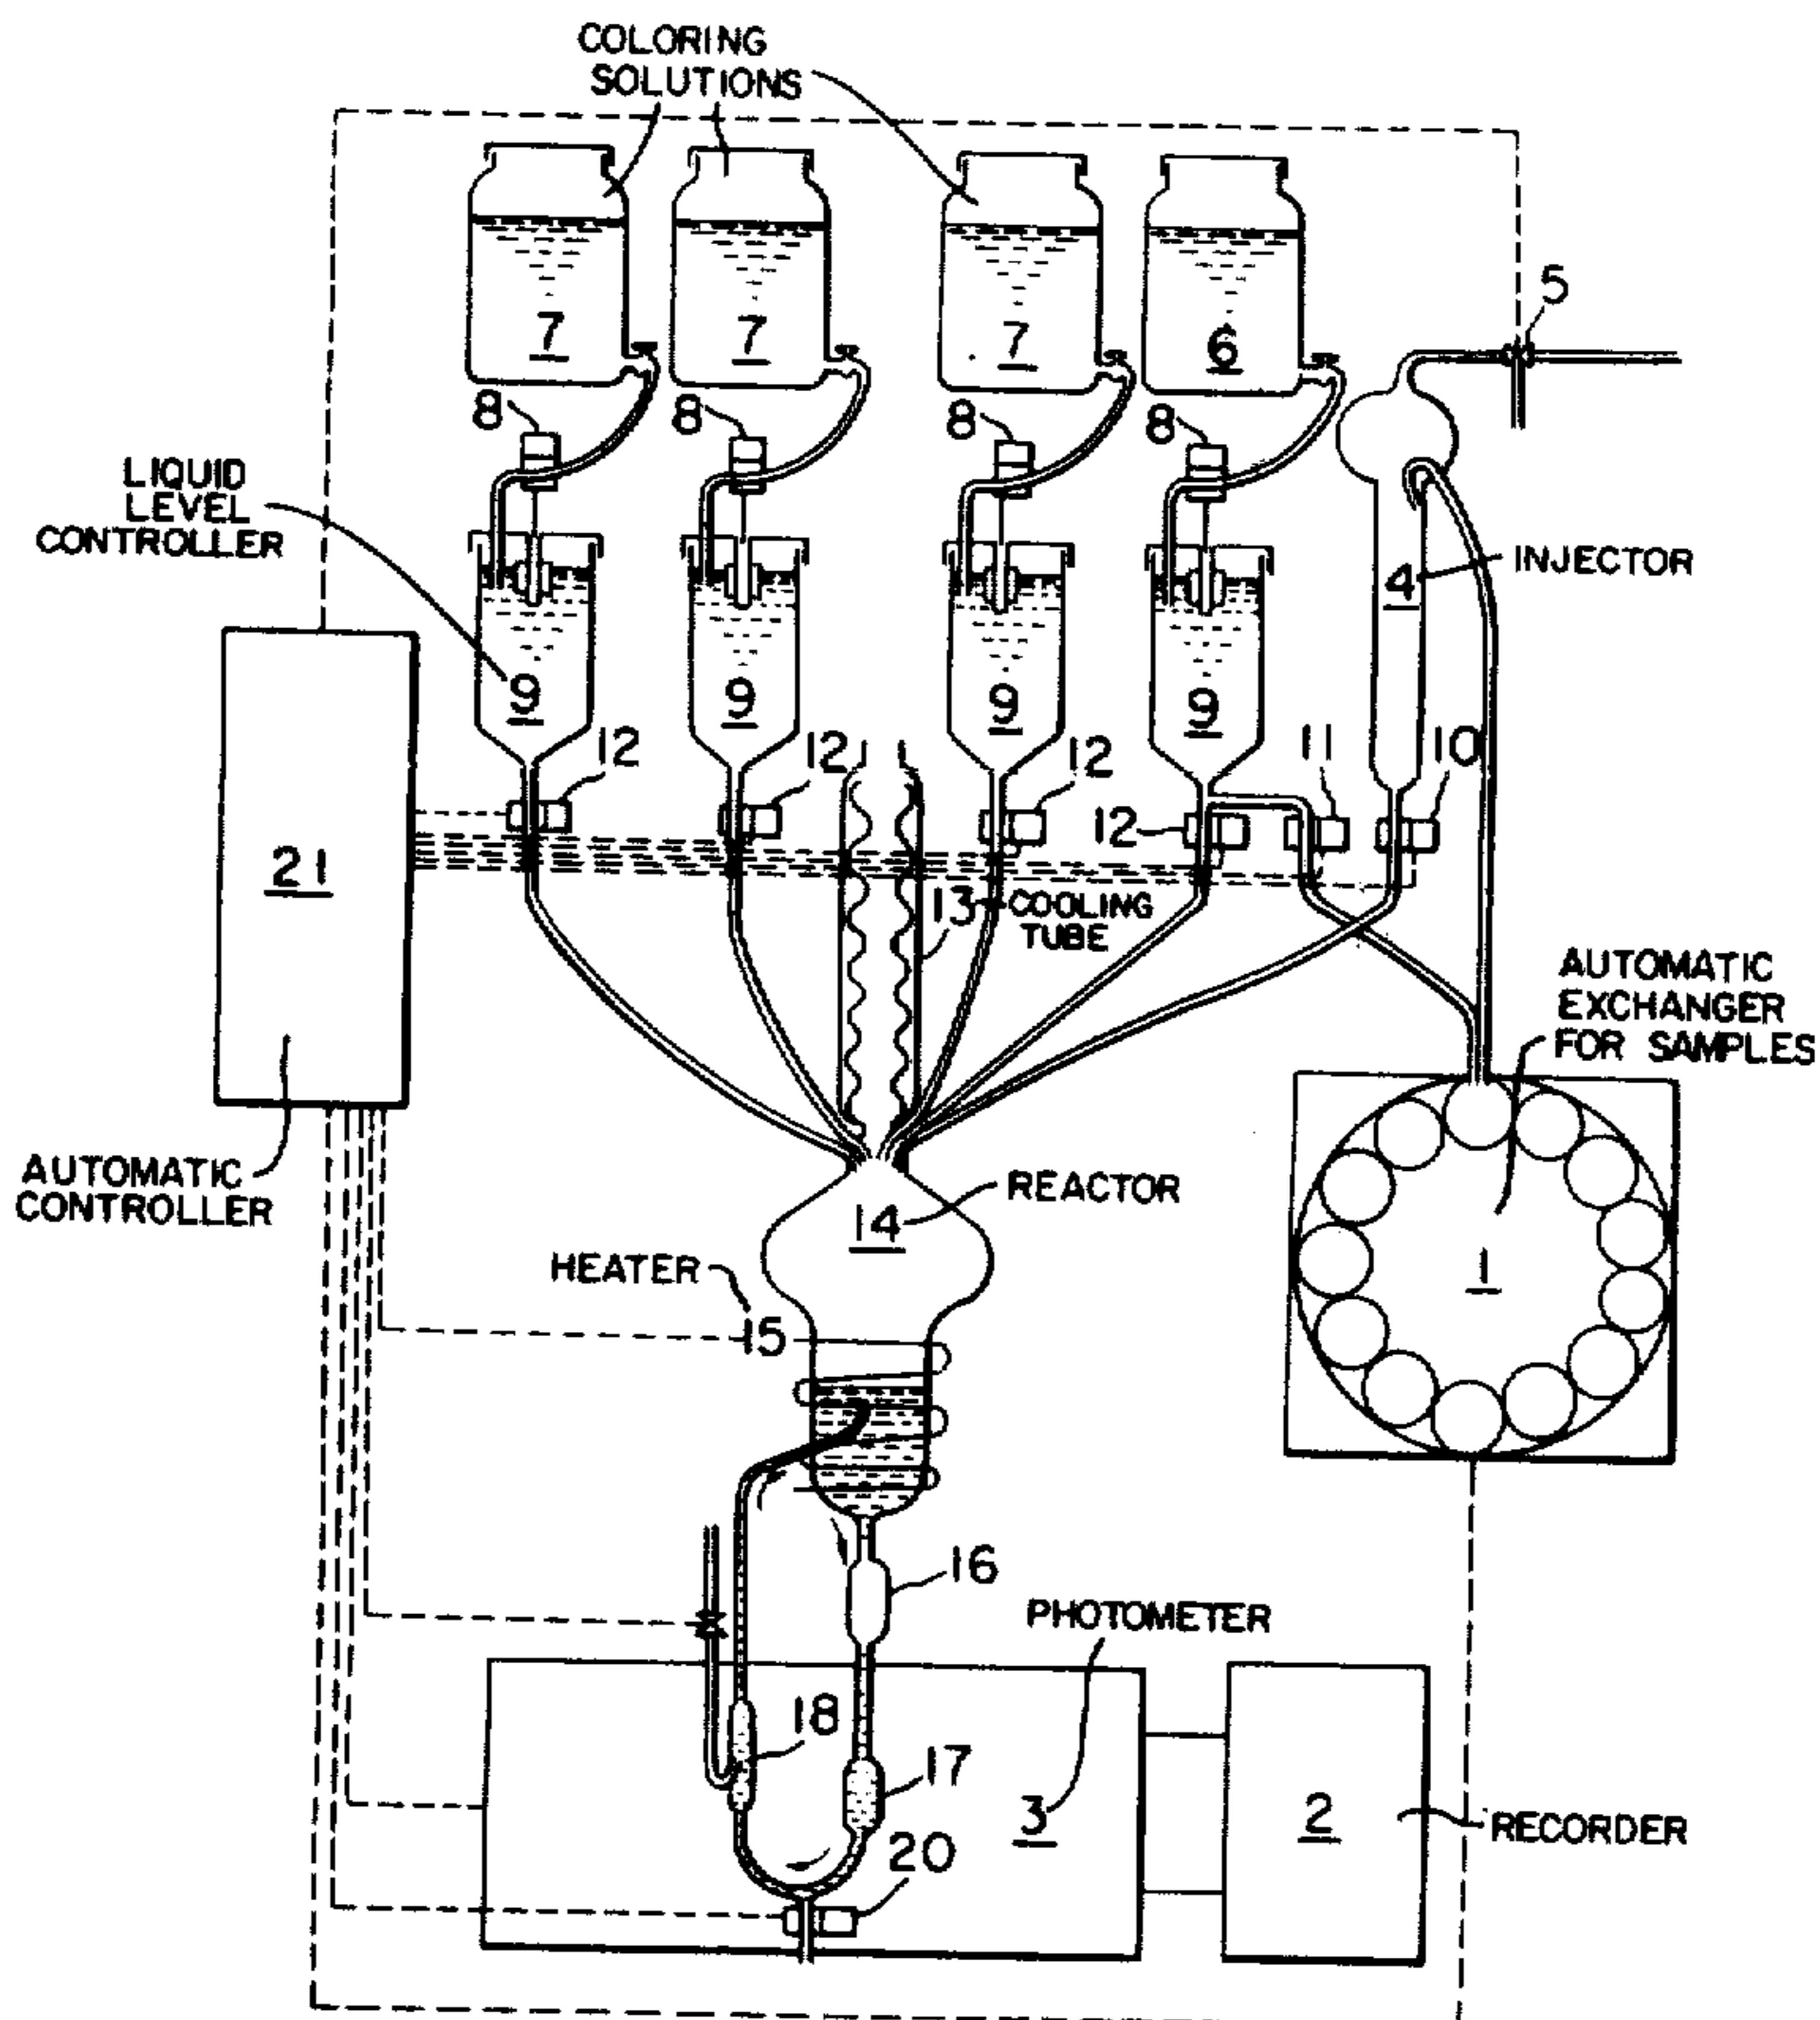 COLORING
SOLUTIONS
7
7
7
6
5
8
8
8
8
LIQUID
LEVEL
CONTROLLER
4
INJECTOR
9
9
9
9
12
12
12
12
11
10
21
13
COOLING
TUBE
AUTOMATIC
EXCHANGER
FOR SAMPLES
AUTOMATIC
CONTROLLER
14
REACTOR
1
HEATER
15
16
PHOTOMETER
18
17
3
2
RECORDER
20